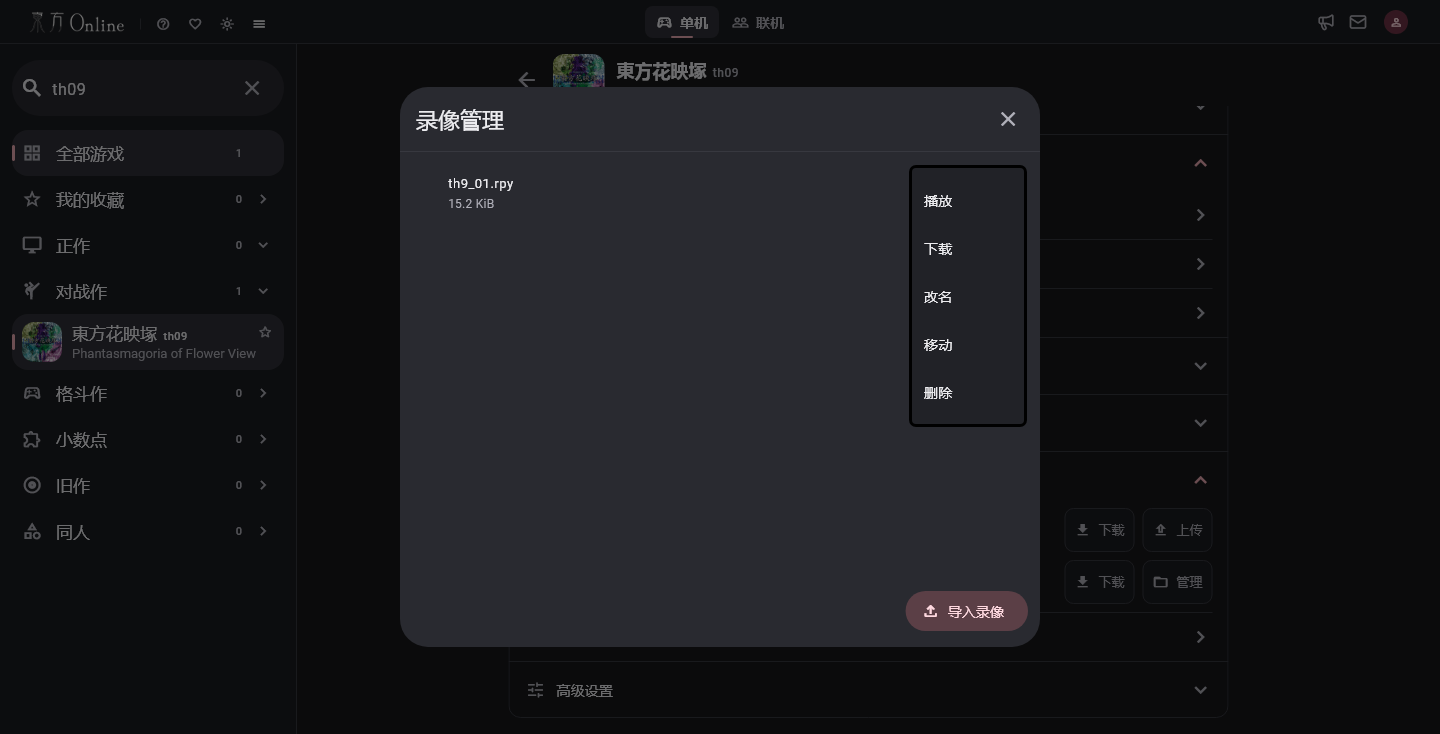 東方Online
单机
联机
th09
全部游戏 1
我的收藏 0
正作 0
对战作 1
東方花映塚 th09
Phantasmagoria of Flower View
格斗作 0
小数点 0
旧作 0
同人 0
東方花映塚 th09
录像管理
th9_01.rpy
15.2 KiB
播放
下载
改名
移动
删除
导入录像
下载
上传
下载
管理
高级设置